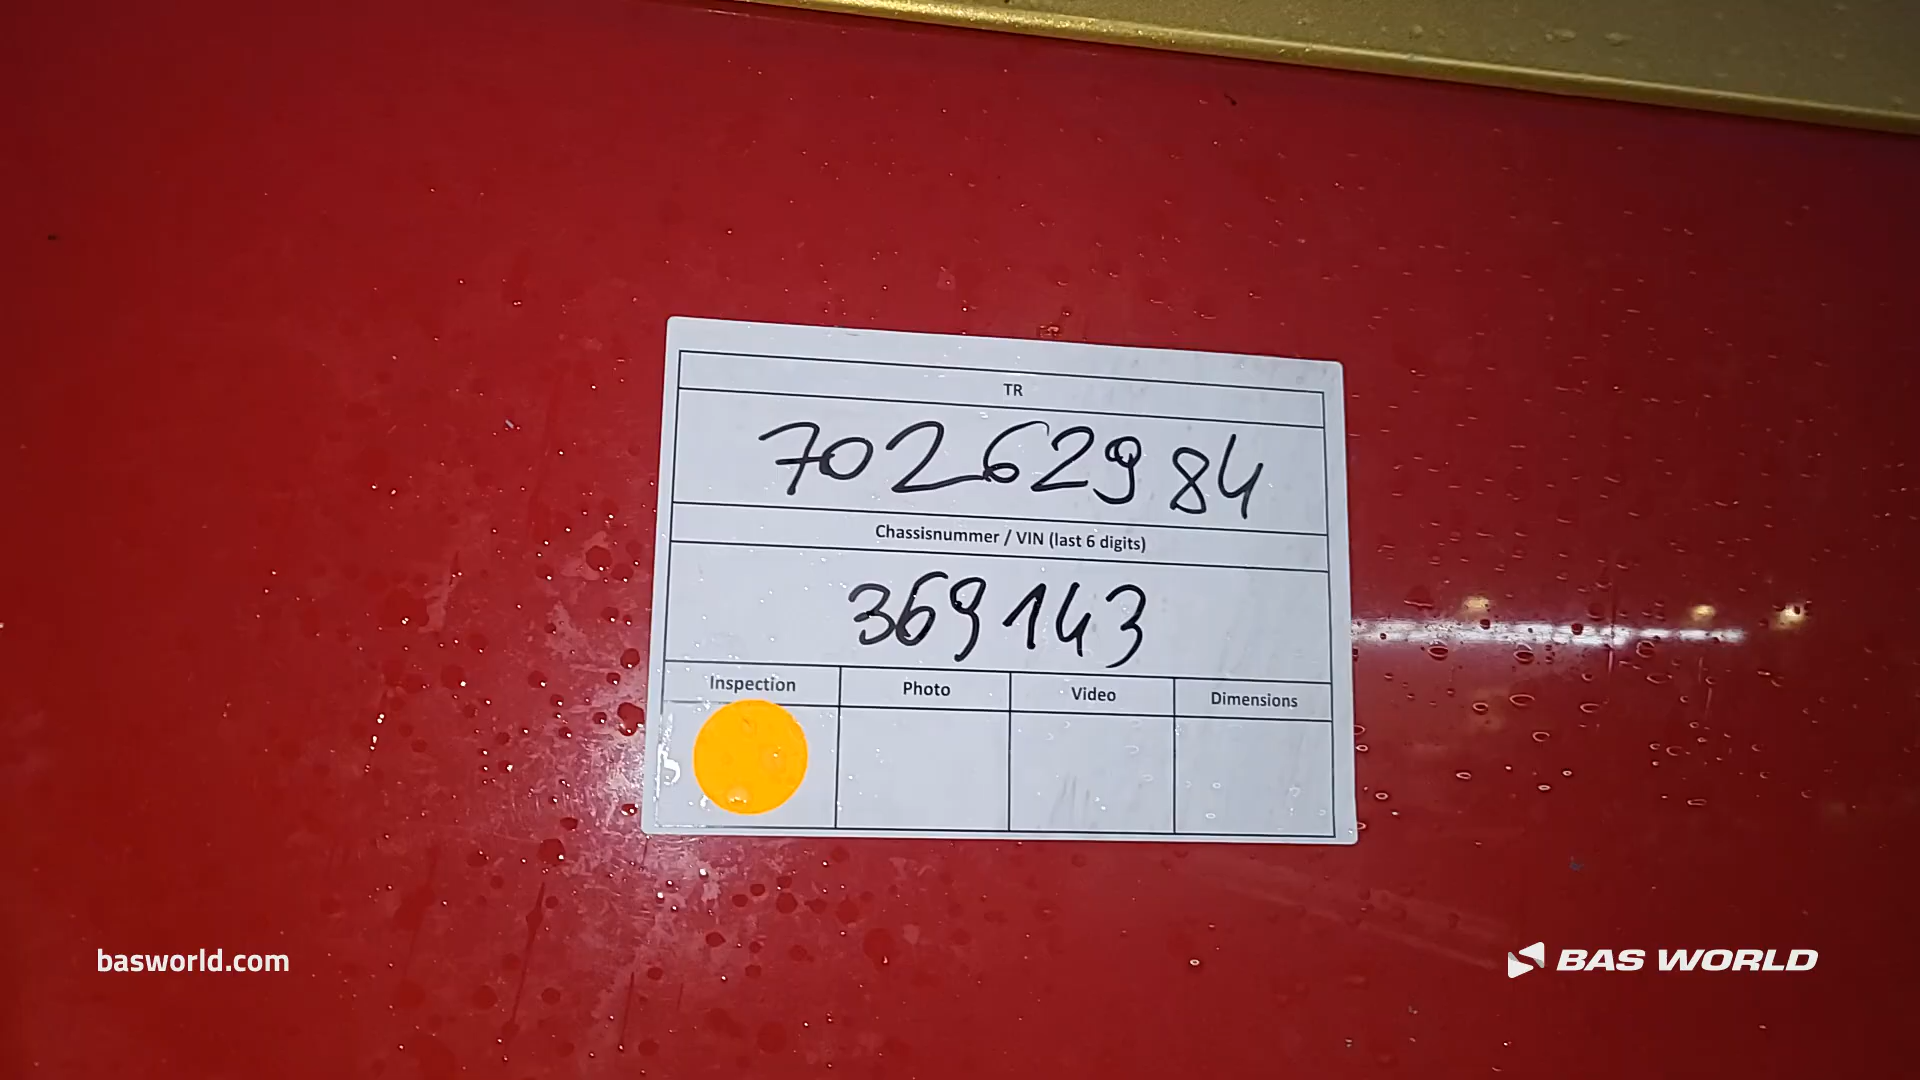 TR
70262984
Chassisnummer / VIN (last 6 digits)
369143
Inspection Photo Video Dimensions
basworld.com
BAS WORLD